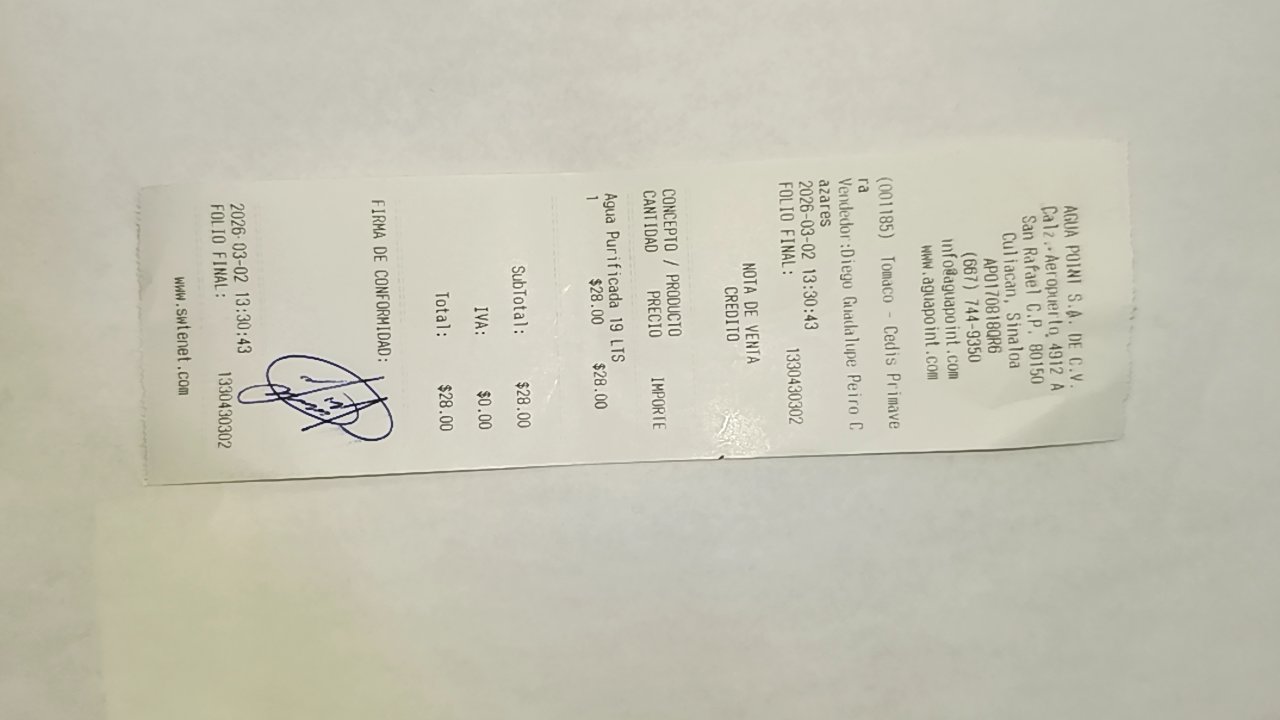 AGUA POINT S.A. DE C.V.
Calz. Aeropuerto 4912 A
San Rafael C.P. 80150
Culiacan, Sinaloa
APO170818QR6
(667) 744-9350
info@aguapoint.com
www.aguapoint.com
(001185) Tomaco - Cedis Primave
ra
Vendedor:Diego Guadalupe Peiro C
azares
2026-03-02 13:30:43
FOLIO FINAL: 1330430302
NOTA DE VENTA
CREDITO
CONCEPTO / PRODUCTO
CANTIDAD PRECIO IMPORTE
Agua Purificada 19 LTS
1 $28.00 $28.00
SubTotal: $28.00
IVA: $0.00
Total: $28.00
FIRMA DE CONFORMIDAD:
2026-03-02 13:30:43
FOLIO FINAL: 1330430302
www.swtenet.com